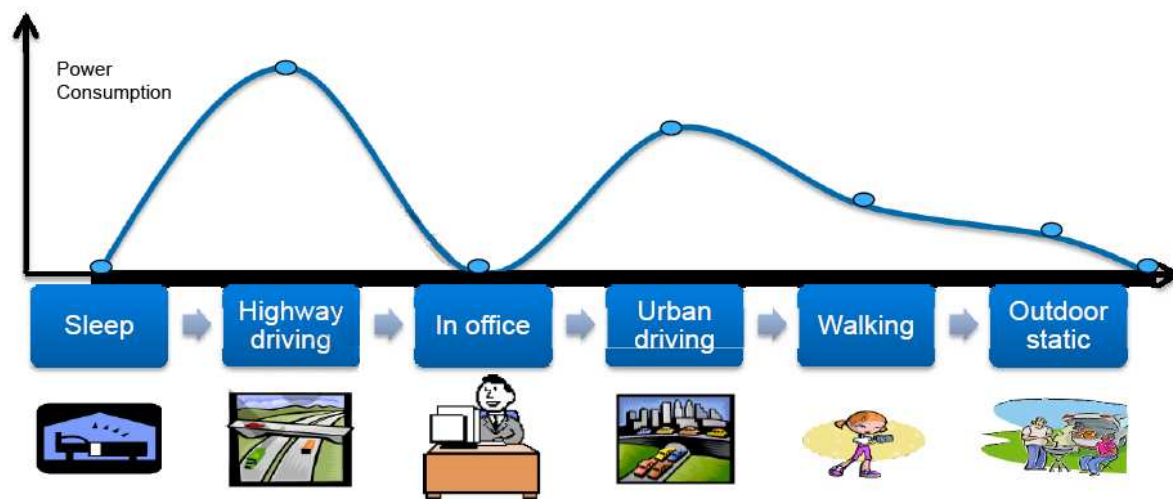 Power
Consumption
Sleep
Highway
driving
In office
Urban
driving
Walking
Outdoor
static